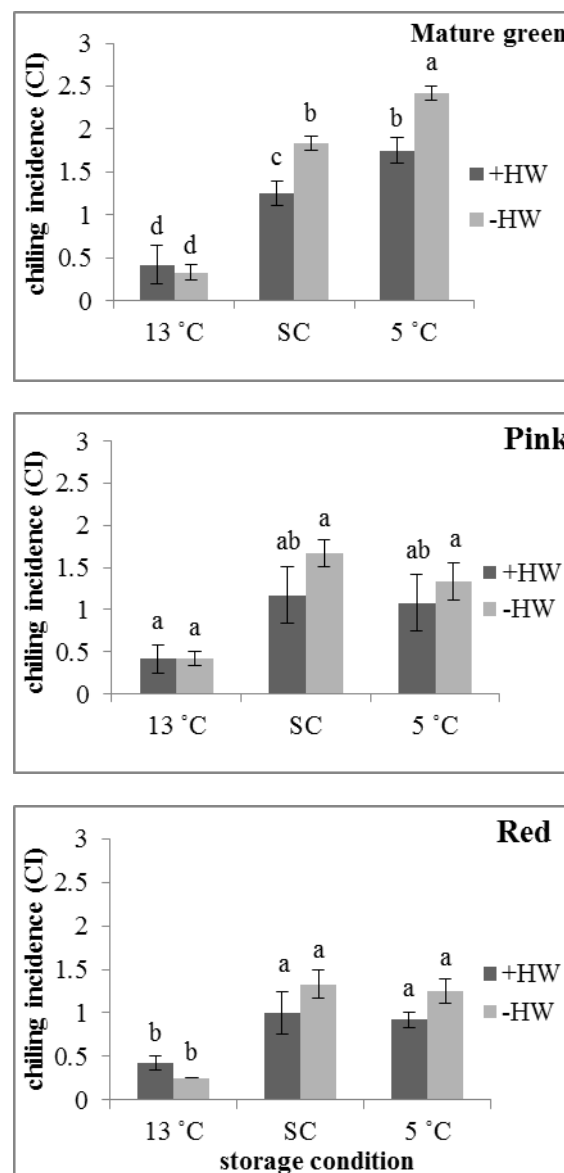 Mature green
chiling incidence (CI)
3
2.5
2
1.5
1
0.5
0
d
d
c
b
b
a
+HW
-HW
13 ˚C SC 5 ˚C
Pink
chiling incidence (CI)
3
2.5
2
1.5
1
0.5
0
a
a
ab
a
ab
a
+HW
-HW
13 ˚C SC 5 ˚C
Red
chiling incidence (CI)
3
2.5
2
1.5
1
0.5
0
b
b
a
a
a
a
+HW
-HW
13 ˚C SC 5 ˚C
storage condition